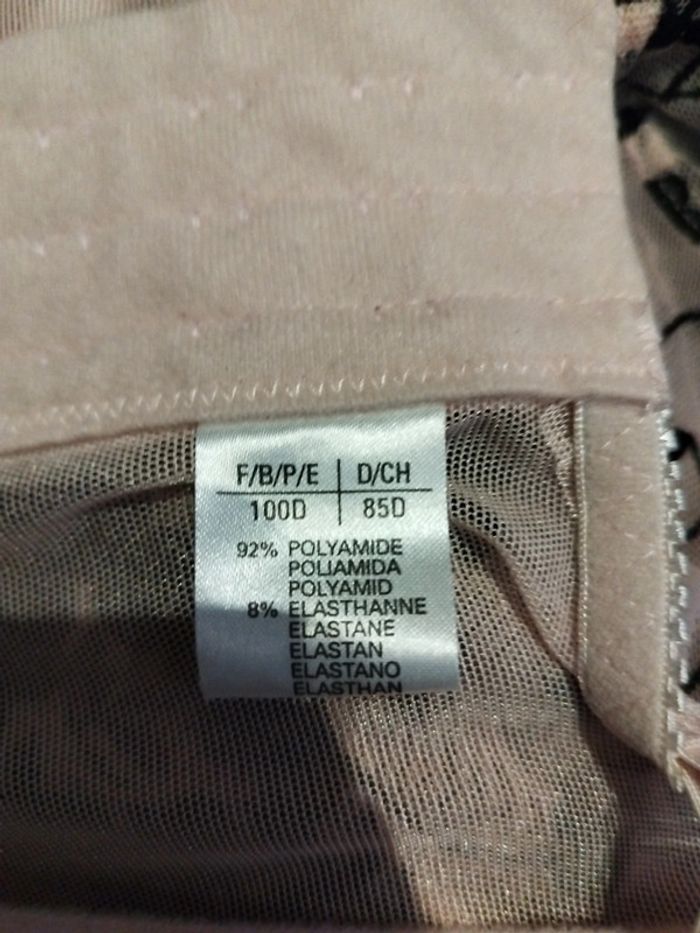 F/B/P/E D/CH
100D 85D
92% POLYAMIDE
POLIAMIDA
POLYAMID
8% ELASTHANNE
ELASTANE
ELASTAN
ELASTANO
ELASTHAN